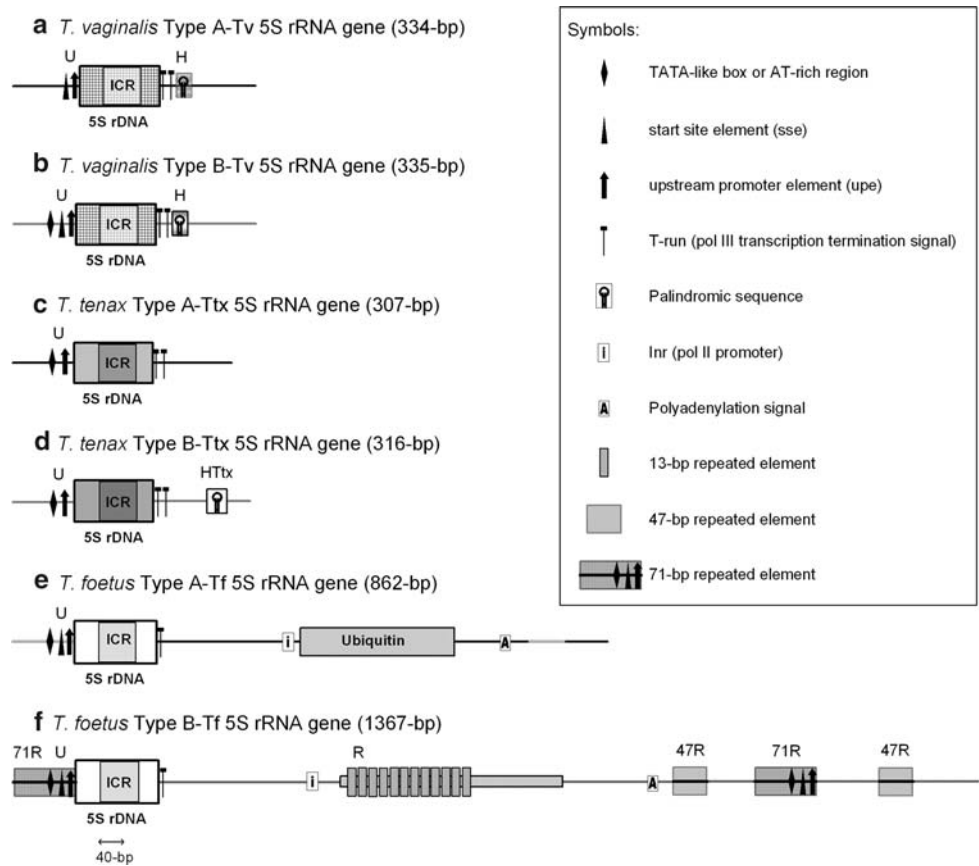 a T. vaginalis Type A-Tv 5S rRNA gene (334-bp)
U H
ICR
5S rDNA
b T. vaginalis Type B-Tv 5S rRNA gene (335-bp)
U H
ICR
5S rDNA
c T. tenax Type A-Ttx 5S rRNA gene (307-bp)
U
ICR
5S rDNA
d T. tenax Type B-Ttx 5S rRNA gene (316-bp)
U HTtx
ICR
5S rDNA
e T. foetus Type A-Tf 5S rRNA gene (862-bp)
U
ICR i Ubiquitin A
5S rDNA
f T. foetus Type B-Tf 5S rRNA gene (1367-bp)
71R U R 47R 71R 47R
ICR i A
5S rDNA
40-bp
Symbols:
TATA-like box or AT-rich region
start site element (sse)
upstream promoter element (upe)
T-run (pol III transcription termination signal)
Palindromic sequence
i Inr (pol II promoter)
A Polyadenylation signal
13-bp repeated element
47-bp repeated element
71-bp repeated element